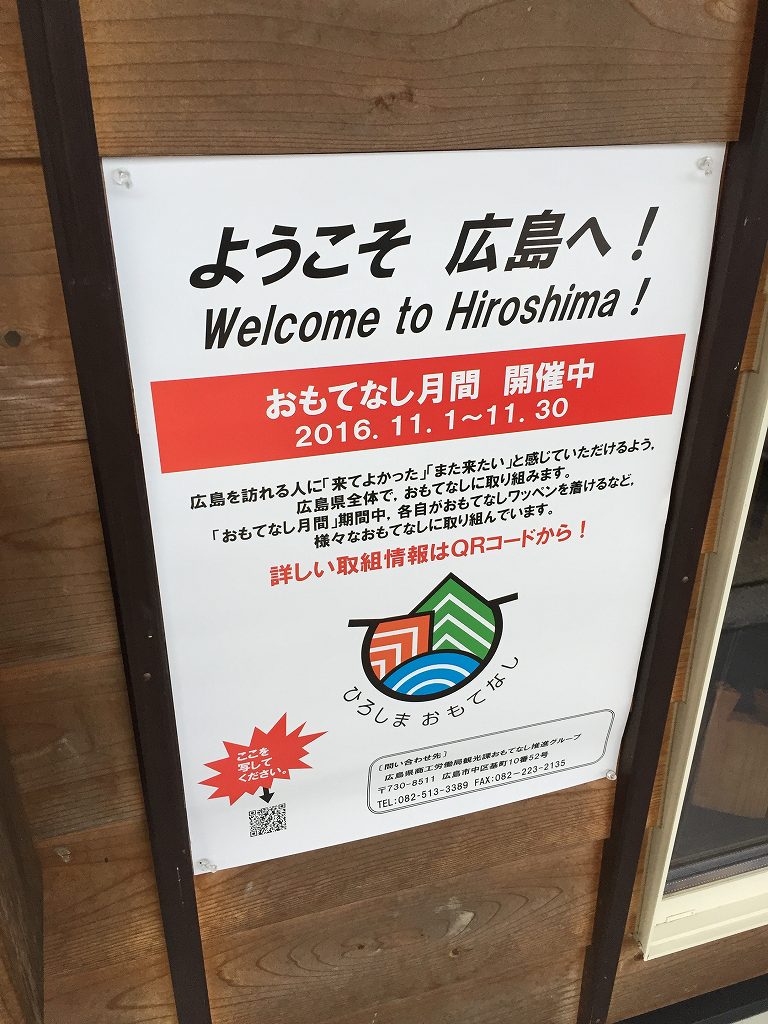 ようこそ 広島へ！
Welcome to Hiroshima！
おもてなし月間 開催中
2016.11.1～11.30
広島を訪れる人に「来てよかった」「また来たい」と感じていただけるよう，
広島県全体で，おもてなしに取り組みます。
「おもてなし月間」期間中，各自がおもてなしワッペンを着けるなど，
様々なおもてなしに取り組んでいます。
詳しい取組情報はQRコードから！
ひろしま おもてなし
ここを
写して
ください。
〔問い合わせ先〕
広島県商工労働局観光課おもてなし推進グループ
〒730-8511 広島市中区基町10番52号
TEL:082-513-3389 FAX:082-223-2135